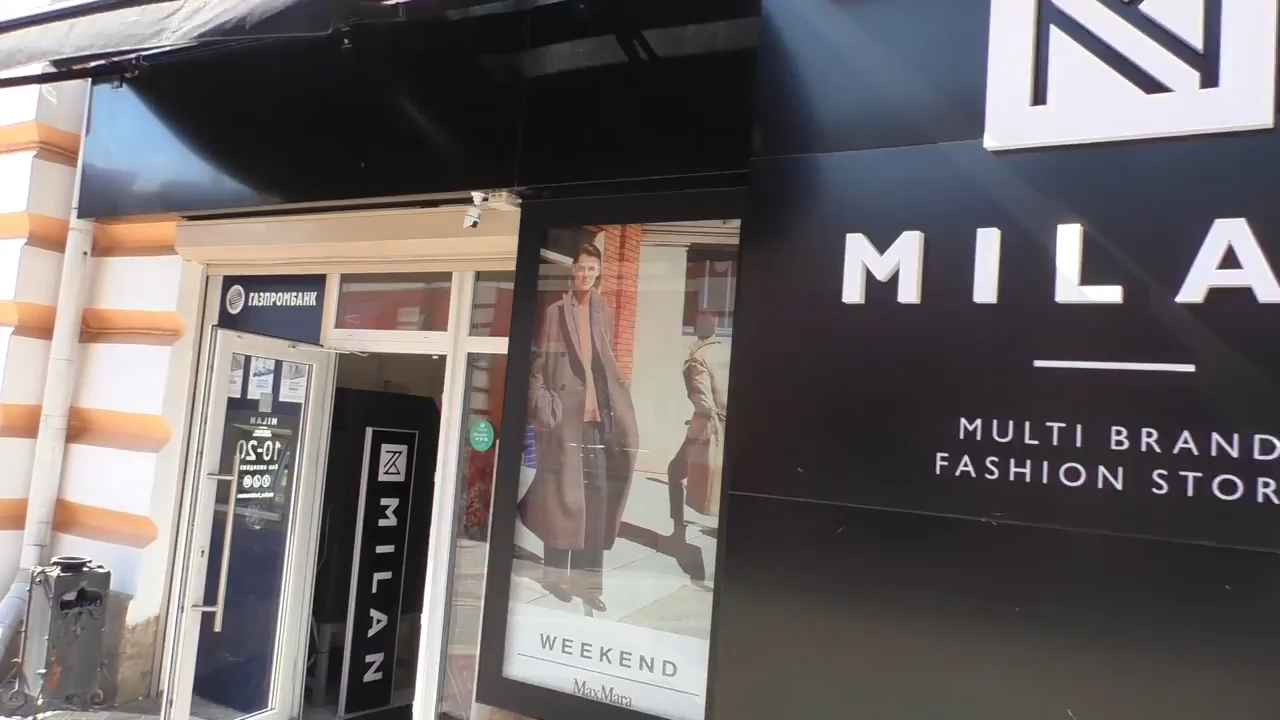 ГАЗПРОМБАНК
MILAN
10-20
MILAN
WEEKEND
MaxMara
MILA
MULTI BRAND
FASHION STOR